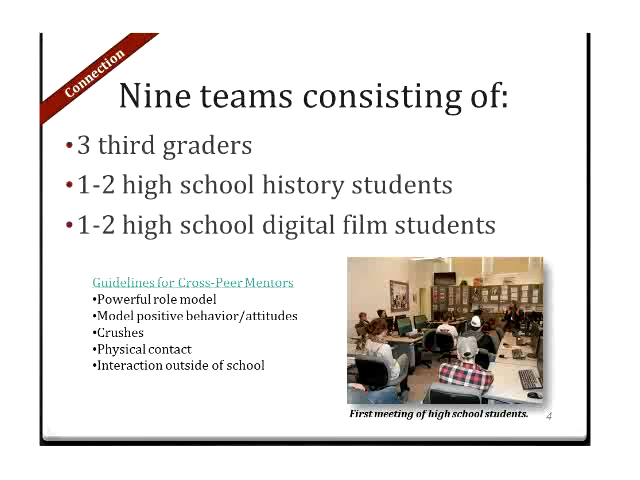 Connection
Nine teams consisting of:
•3 third graders
•1-2 high school history students
•1-2 high school digital film students
Guidelines for Cross-Peer Mentors
•Powerful role model
•Model positive behavior/attitudes
•Crushes
•Physical contact
•Interaction outside of school
First meeting of high school students.
4